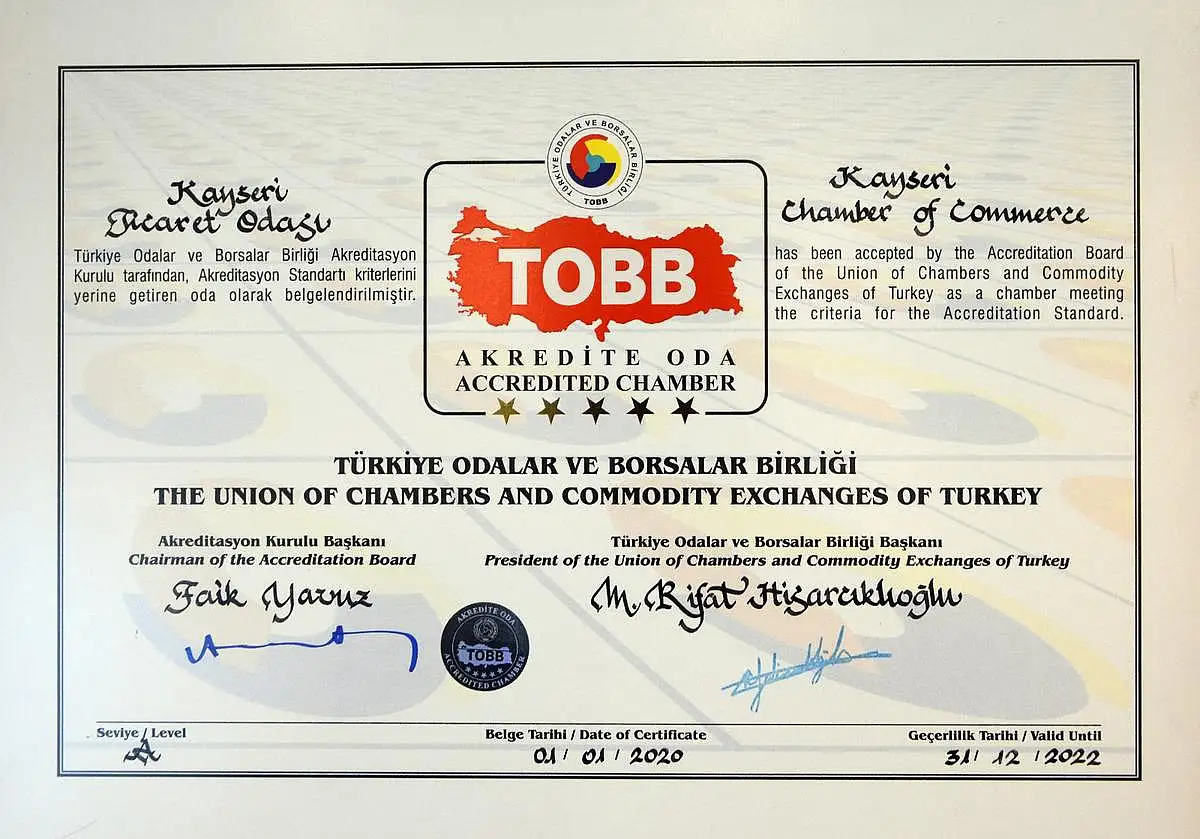 TÜRKİYE ODALAR VE BORSALAR BİRLİĞİ
TOBB
Kayseri
Ticaret Odası
Türkiye Odalar ve Borsalar Birliği Akreditasyon
Kurulu tarafından, Akreditasyon Standartı kriterlerini
yerine getiren oda olarak belgelendirilmiştir.
TOBB
AKREDİTE ODA
ACCREDITED CHAMBER
Kayseri
Chamber of Commerce
has been accepted by the Accreditation Board
of the Union of Chambers and Commodity
Exchanges of Turkey as a chamber meeting
the criteria for the Accreditation Standard.
TÜRKİYE ODALAR VE BORSALAR BİRLİĞİ
THE UNION OF CHAMBERS AND COMMODITY EXCHANGES OF TURKEY
Akreditasyon Kurulu Başkanı
Chairman of the Accreditation Board
Faik Yavuz
Türkiye Odalar ve Borsalar Birliği Başkanı
President of the Union of Chambers and Commodity Exchanges of Turkey
M. Rifat Hisarcıklıoğlu
AKREDİTE ODA
TOBB
ACCREDITED CHAMBER
Seviye / Level
A
Belge Tarihi / Date of Certificate
01 / 01 / 2020
Geçerlilik Tarihi / Valid Until
31 / 12 / 2022